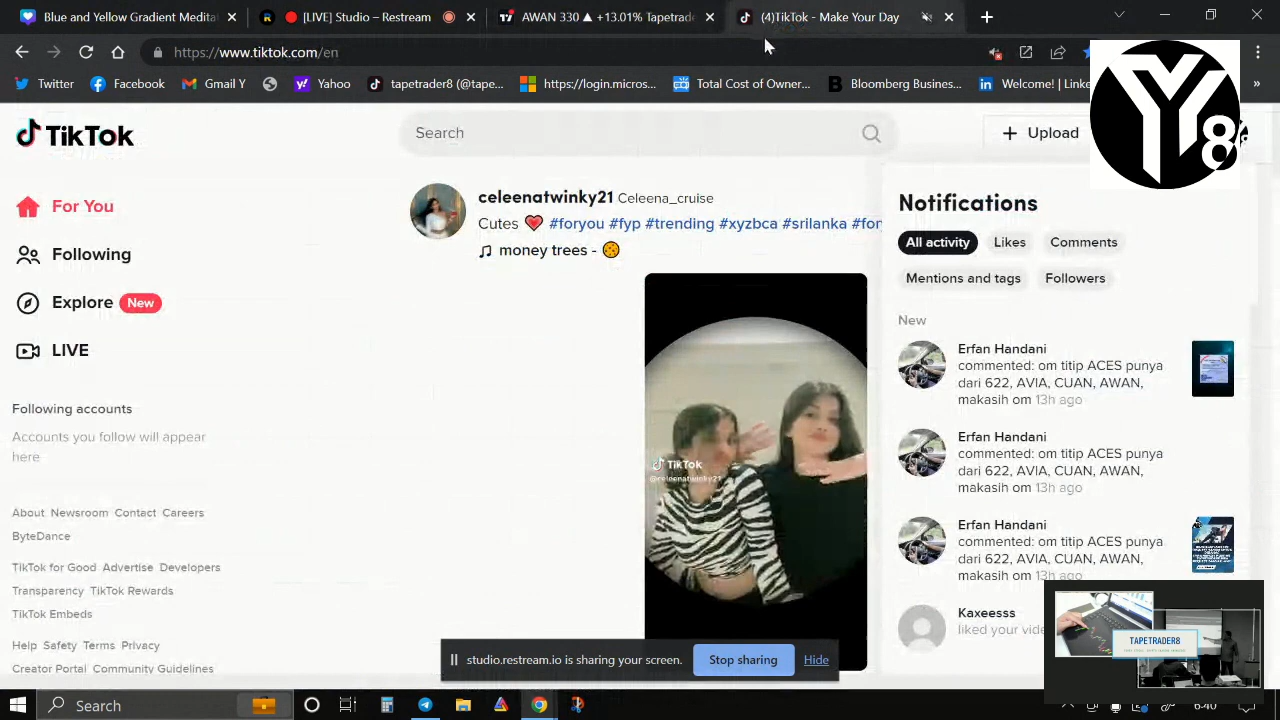 Blue and Yellow Gradient Medita
[LIVE] Studio – Restream
AWAN 330 ▲ +13.01% Tapetrade
(4)TikTok - Make Your Day
https://www.tiktok.com/en
Twitter
Facebook
Gmail Y
Yahoo
tapetrader8 (@tape...
https://login.micros...
Total Cost of Owner...
Bloomberg Business...
Welcome! | Linke
»
Y8
TikTok
Search
+ Upload
For You
Following
Explore New
LIVE
Following accounts
Accounts you follow will appear
here
About Newsroom Contact Careers
ByteDance
TikTok for Good Advertise Developers
Transparency TikTok Rewards
TikTok Embeds
Help Safety Terms Privacy
Creator Portal Community Guidelines
celeenatwinky21 Celeena_cruise
Cutes ❤️ #foryou #fyp #trending #xyzbca #srilanka #for
♫ money trees - 🍪
TikTok
@celeenatwinky21
Notifications
All activity Likes Comments
Mentions and tags Followers
New
Erfan Handani
commented: om titip ACES punya
dari 622, AVIA, CUAN, AWAN,
makasih om 13h ago
Erfan Handani
commented: om titip ACES punya
dari 622, AVIA, CUAN, AWAN,
makasih om 13h ago
Erfan Handani
commented: om titip ACES punya
dari 622, AVIA, CUAN, AWAN,
makasih om 13h ago
Kaxeesss
liked your vide
TAPETRADER8
studio.restream.io is sharing your screen.
Stop sharing
Hide
Search
6:40